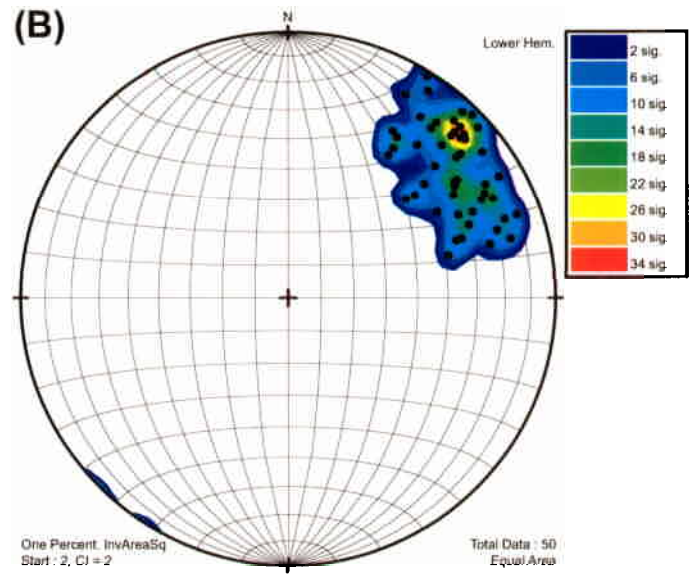 (B)
N
Lower Hem.
2 sig.
6 sig.
10 sig.
14 sig.
18 sig.
22 sig.
26 sig.
30 sig.
34 sig.
One Percent. InvAreaSq
Start : 2, CI = 2
Total Data : 50
Equal Area